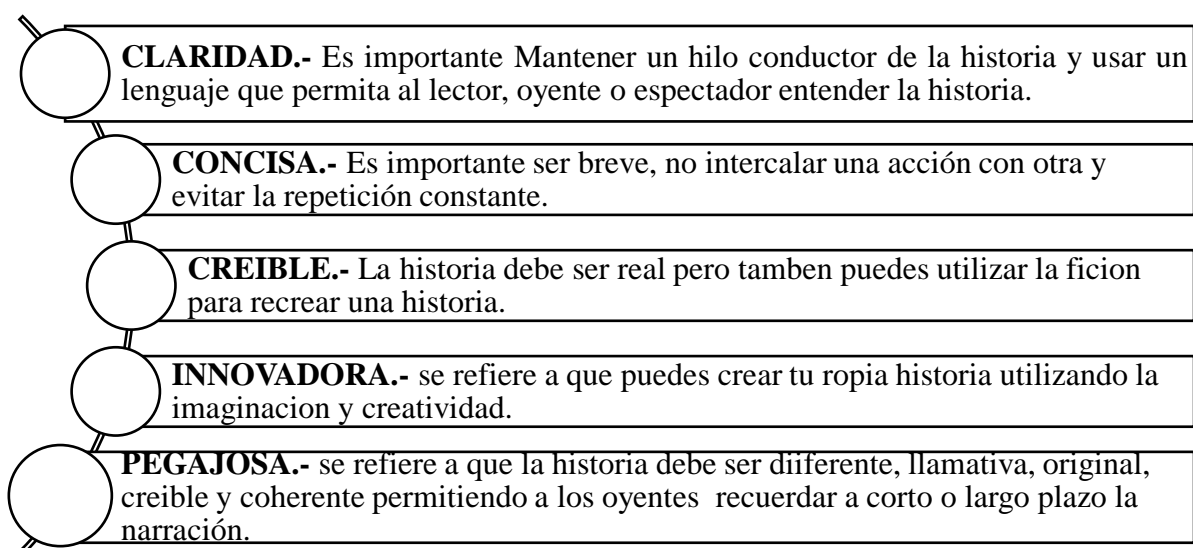 CLARIDAD.- Es importante Mantener un hilo conductor de la historia y usar un
lenguaje que permita al lector, oyente o espectador entender la historia.
CONCISA.- Es importante ser breve, no intercalar una acción con otra y
evitar la repetición constante.
CREIBLE.- La historia debe ser real pero tamben puedes utilizar la ficion
para recrear una historia.
INNOVADORA.- se refiere a que puedes crear tu ropia historia utilizando la
imaginacion y creatividad.
PEGAJOSA.- se refiere a que la historia debe ser diiferente, llamativa, original,
creible y coherente permitiendo a los oyentes recuerdar a corto o largo plazo la
narración.